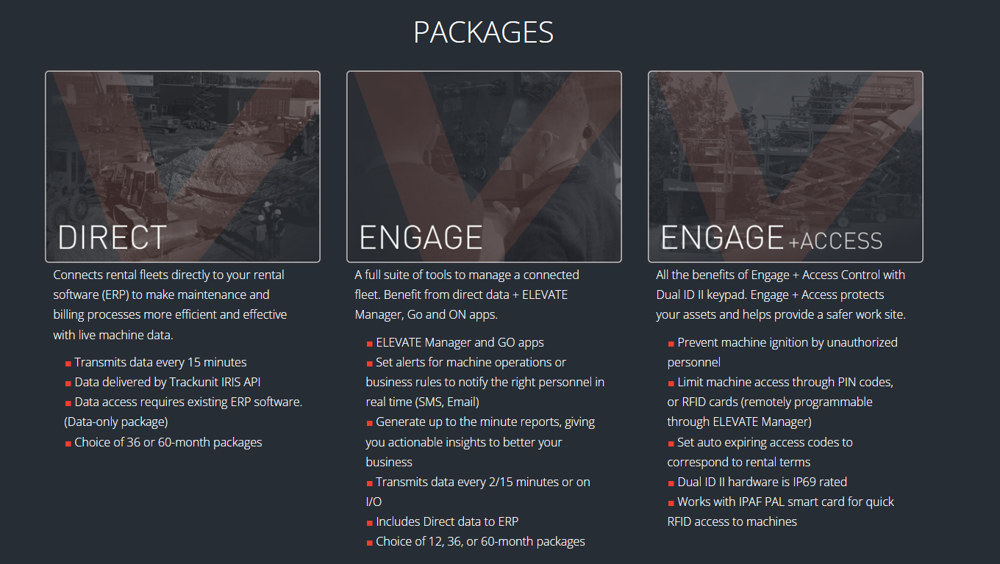 PACKAGES
DIRECT
Connects rental fleets directly to your rental
software (ERP) to make maintenance and
billing processes more efficient and effective
with live machine data.
■ Transmits data every 15 minutes
■ Data delivered by Trackunit IRIS API
■ Data access requires existing ERP software.
(Data-only package)
■ Choice of 36 or 60-month packages
ENGAGE
A full suite of tools to manage a connected
fleet. Benefit from direct data + ELEVATE
Manager, Go and ON apps.
■ ELEVATE Manager and GO apps
■ Set alerts for machine operations or
business rules to notify the right personnel in
real time (SMS, Email)
■ Generate up to the minute reports, giving
you actionable insights to better your
business
■ Transmits data every 2/15 minutes or on
I/O
■ Includes Direct data to ERP
■ Choice of 12, 36, or 60-month packages
ENGAGE +ACCESS
All the benefits of Engage + Access Control with
Dual ID II keypad. Engage + Access protects
your assets and helps provide a safer work site.
■ Prevent machine ignition by unauthorized
personnel
■ Limit machine access through PIN codes,
or RFID cards (remotely programmable
through ELEVATE Manager)
■ Set auto expiring access codes to
correspond to rental terms
■ Dual ID II hardware is IP69 rated
■ Works with IPAF PAL smart card for quick
RFID access to machines